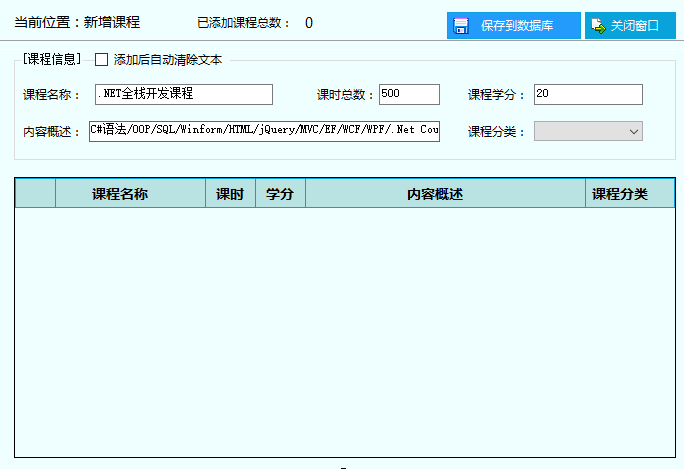 当前位置：新增课程 已添加课程总数： 0 保存到数据库 关闭窗口
[课程信息] 添加后自动清除文本
课程名称： .NET全栈开发课程 课时总数： 500 课程学分： 20
内容概述： C#语法/OOP/SQL/Winform/HTML/jQuery/MVC/EF/WCF/WPF/.Net Cou 课程分类：
课程名称 课时 学分 内容概述 课程分类